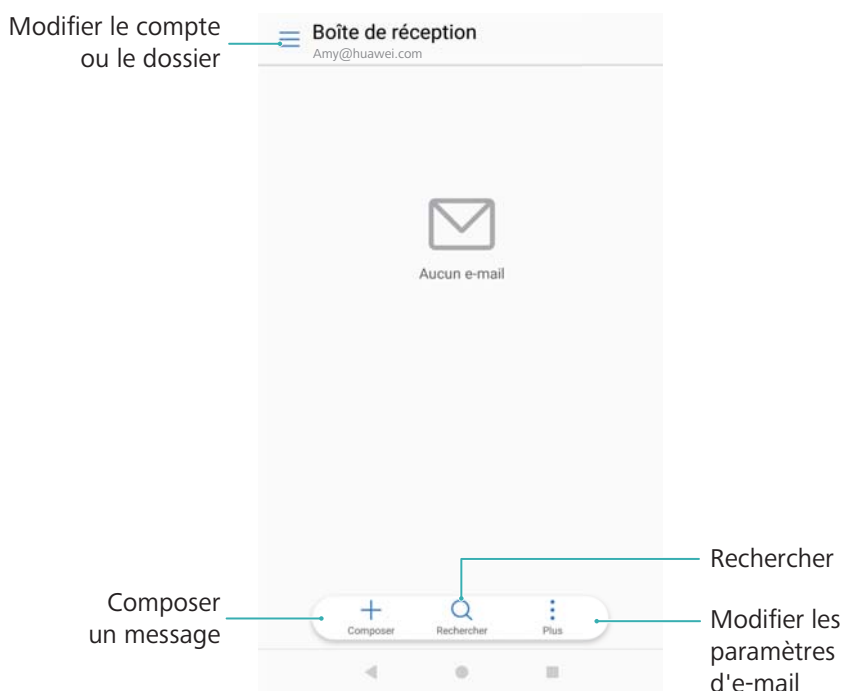 Modifier le compte
ou le dossier
Boîte de réception
Amy@huawei.com
Aucun e-mail
Rechercher
Composer
un message
Composer
Rechercher
Plus
Modifier les
paramètres
d'e-mail